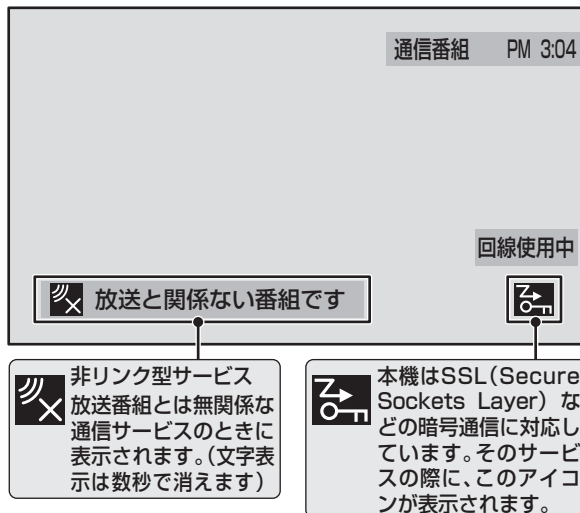 通信番組 PM 3:04
回線使用中
放送と関係ない番組です
非リンク型サービス
放送番組とは無関係な
通信サービスのときに
表示されます。(文字表
示は数秒で消えます)
本機はSSL(Secure
Sockets Layer) な
どの暗号通信に対応し
ています。そのサービ
スの際に、このアイコ
ンが表示されます。